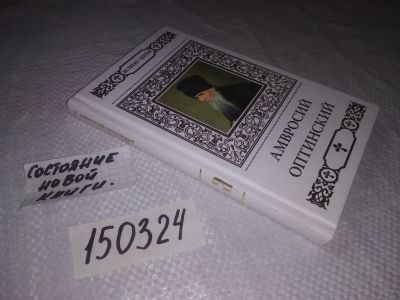 АМВРОСИЙ
ОПТИНСКИЙ
СОСТОЯНИЕ
НОВОЙ
КНИГИ.
150324